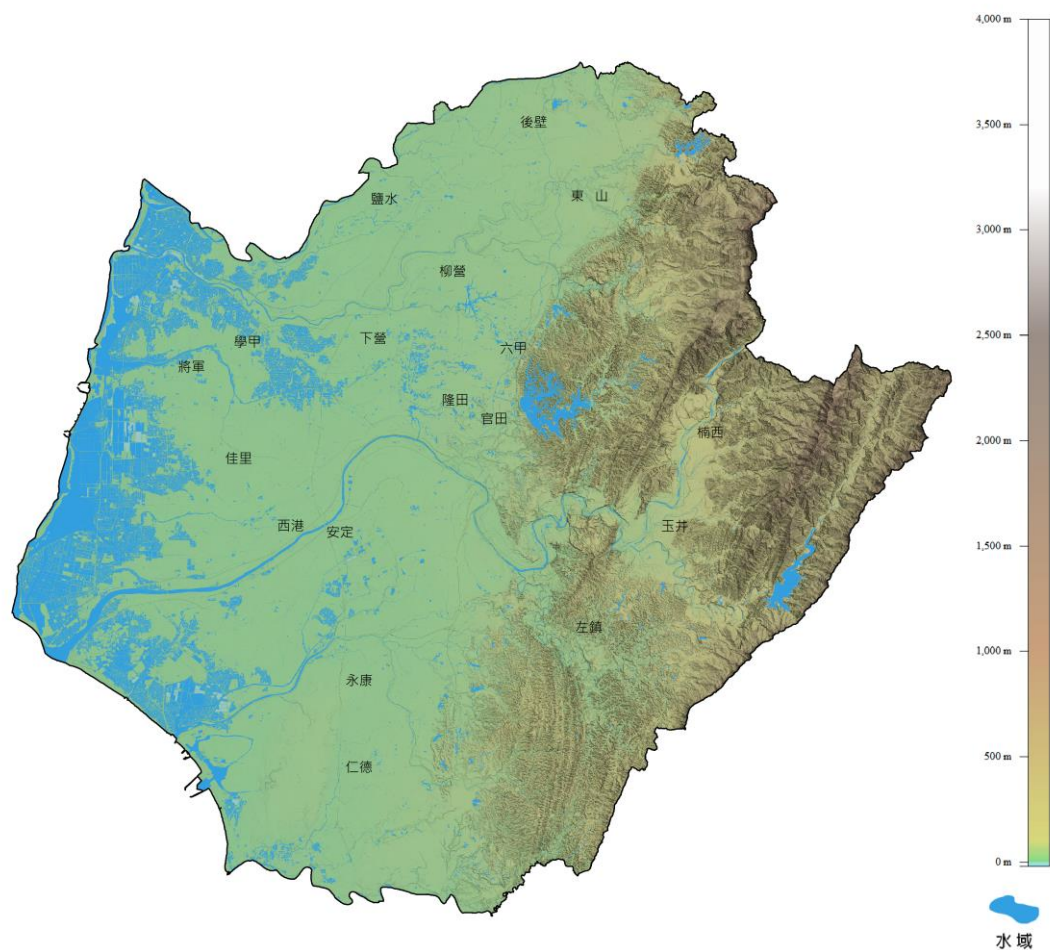 4,000 m
3,500 m
3,000 m
2,500 m
2,000 m
1,500 m
1,000 m
500 m
0 m
水域
後壁
鹽水
東 山
柳營
學甲
下營
六甲
將軍
隆田
官田
楠西
佳里
西港
安定
玉井
左鎮
永康
仁德